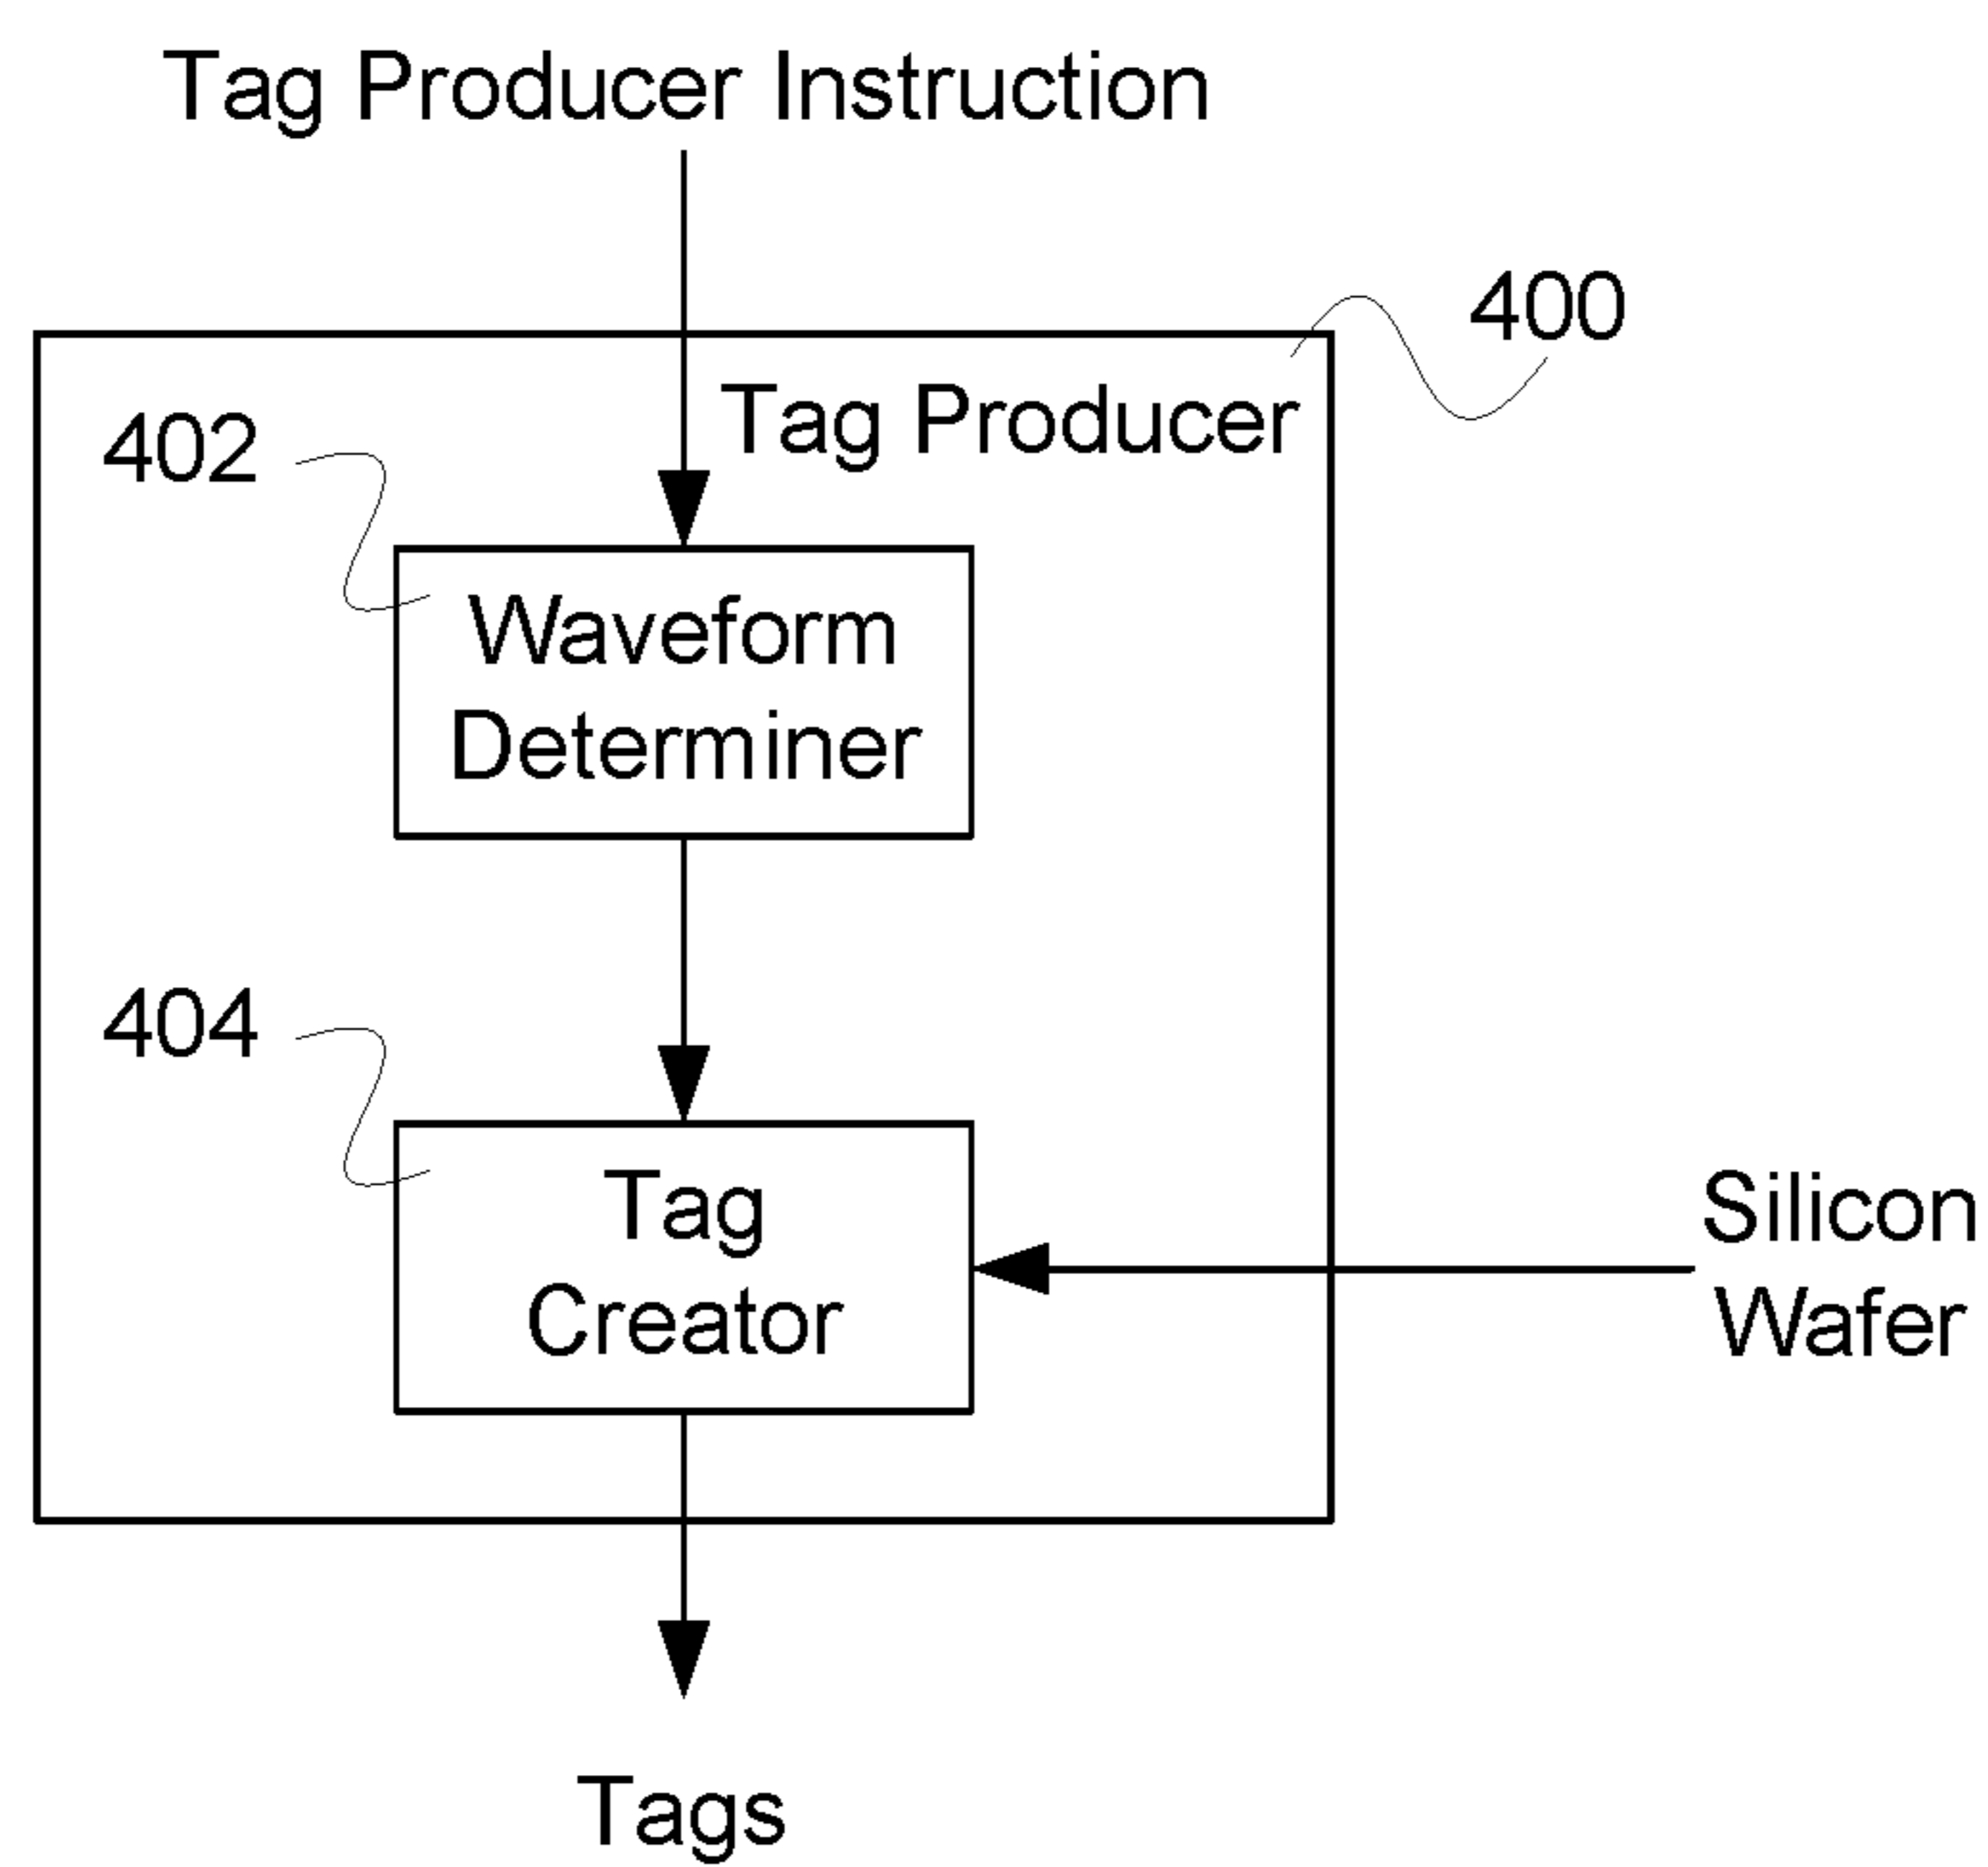 Tag Producer Instruction
400
Tag Producer
402
Waveform
Determiner
404
Tag
Creator
Silicon
Wafer
Tags